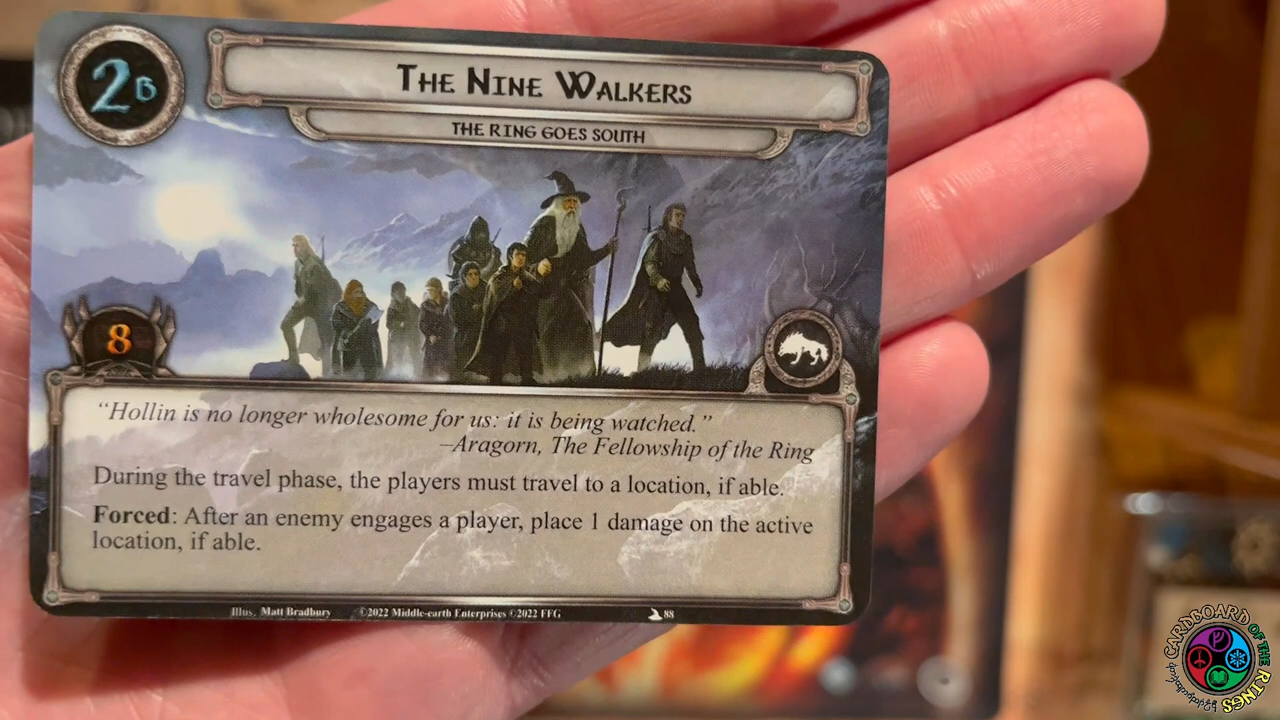 2B
THE NINE WALKERS
THE RING GOES SOUTH
8
“Hollin is no longer wholesome for us: it is being watched.”
–Aragorn, The Fellowship of the Ring
During the travel phase, the players must travel to a location, if able.
Forced: After an enemy engages a player, place 1 damage on the active
location, if able.
Illus. Matt Bradbury ©2022 Middle-earth Enterprises ©2022 FFG 88
CARDBOARD OF THE RINGS